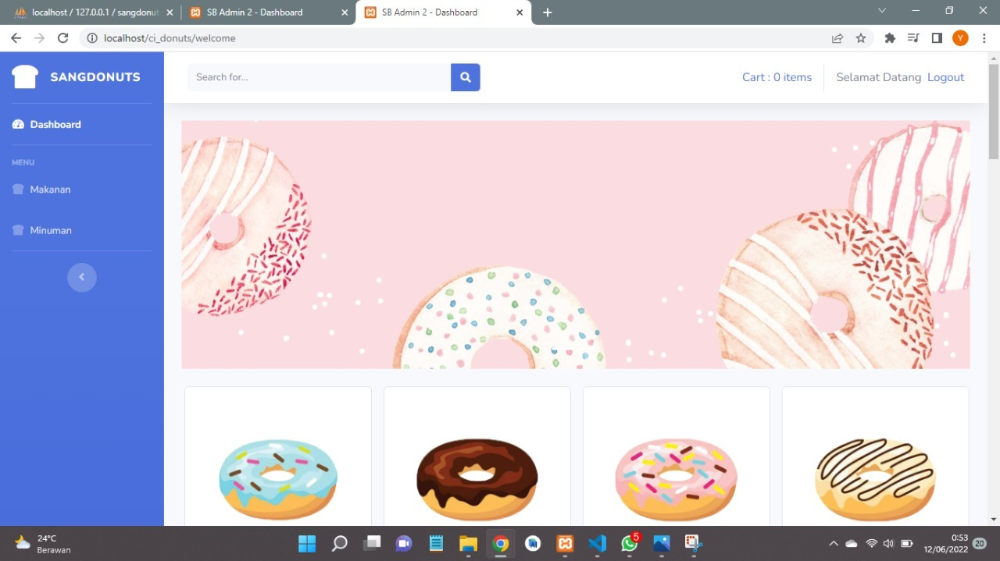 localhost / 127.0.0.1 / sangdonut
SB Admin 2 - Dashboard
SB Admin 2 - Dashboard
localhost/ci_donuts/welcome
Y
SANGDONUTS
Search for...
Cart : 0 items
Selamat Datang Logout
Dashboard
MENU
Makanan
Minuman
24°C
Berawan
5
0:53
12/06/2022
20